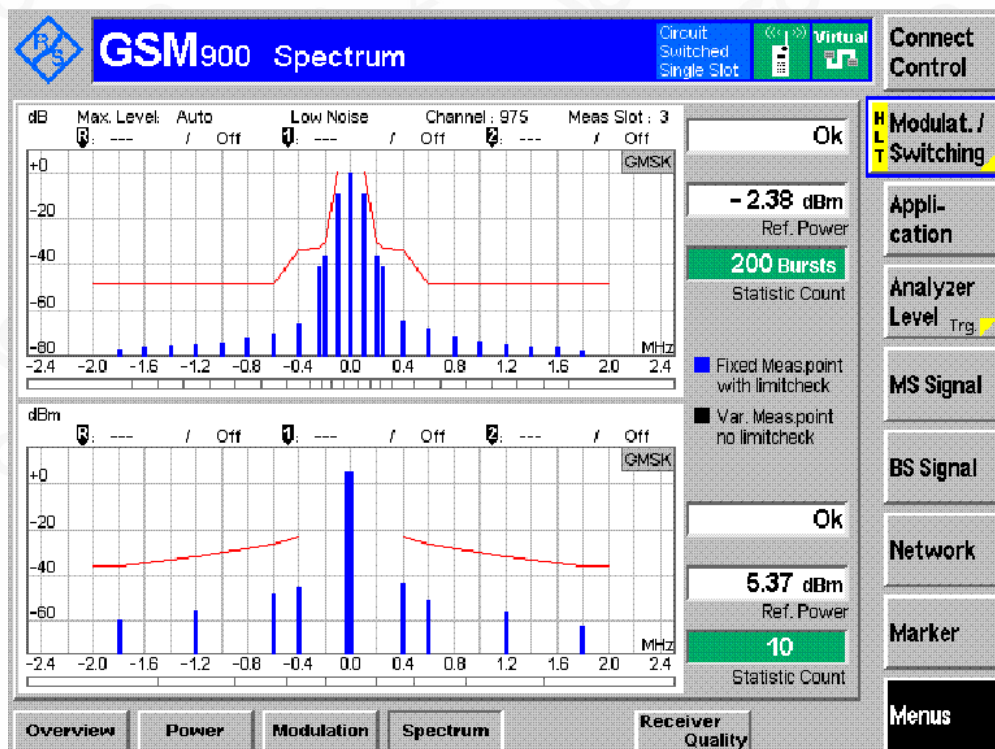 R S
GSM900 Spectrum
Circuit
Switched
Single Slot
Virtual
Connect
Control
dB Max. Level: Auto Low Noise Channel : 975 Meas Slot : 3
R : --- / Off 1 : --- / Off 2 : --- / Off
GMSK
+0
-20
-40
-60
-80
MHz
-2.4 -2.0 -1.6 -1.2 -0.8 -0.4 0.0 0.4 0.8 1.2 1.6 2.0 2.4
Ok
- 2.38 dBm
Ref. Power
200 Bursts
Statistic Count
Fixed Meas.point
with limitcheck
Var. Meas.point
no limitcheck
dBm
R : --- / Off 1 : --- / Off 2 : --- / Off
GMSK
+0
-20
-40
-60
MHz
-2.4 -2.0 -1.6 -1.2 -0.8 -0.4 0.0 0.4 0.8 1.2 1.6 2.0 2.4
Ok
5.37 dBm
Ref. Power
10
Statistic Count
HLT
Modulat. /
Switching
Appli-
cation
Analyzer
Level Trg.
MS Signal
BS Signal
Network
Marker
Menus
Overview Power Modulation Spectrum Receiver
Quality